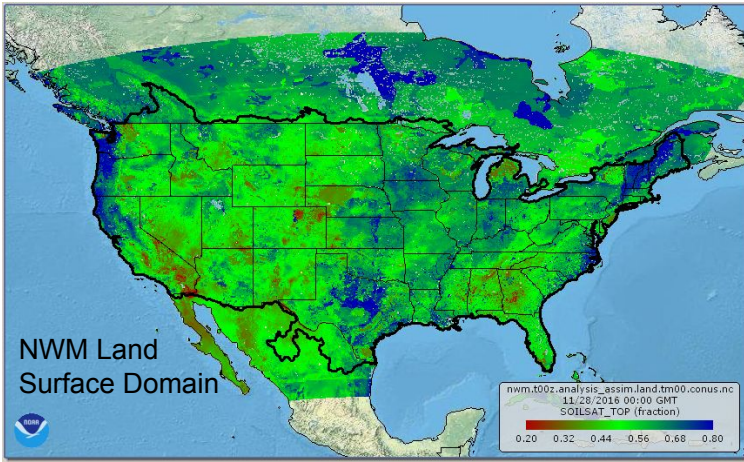 NWM Land
Surface Domain
NOAA
nwm.t00z.analysis_assim.land.tm00.conus.nc
11/28/2016 00:00 GMT
SOILSAT_TOP (fraction)
0.20 0.32 0.44 0.56 0.68 0.80